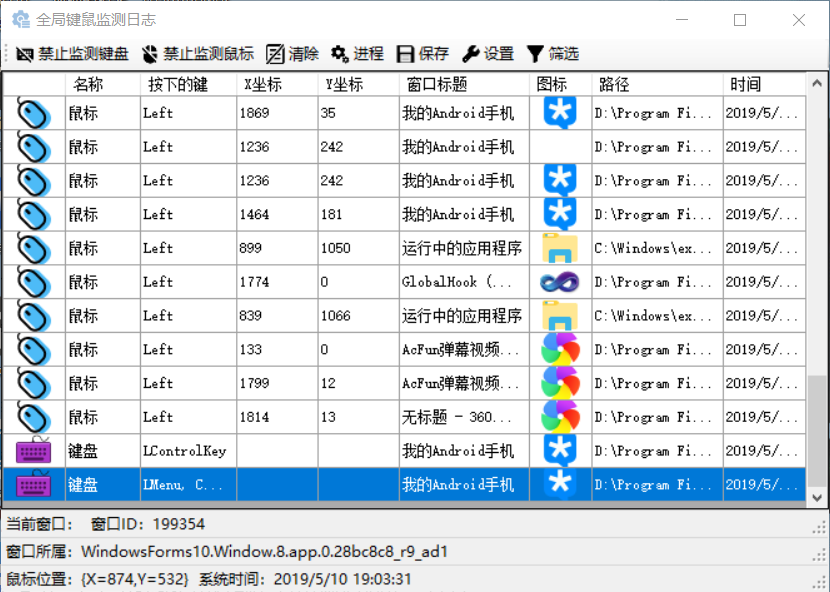 全局键鼠监测日志
禁止监测键盘 禁止监测鼠标 清除 进程 保存 设置 筛选
名称 按下的键 X坐标 Y坐标 窗口标题 图标 路径 时间
鼠标 Left 1869 35 我的Android手机 D:\Program Fi... 2019/5/...
鼠标 Left 1236 242 我的Android手机 D:\Program Fi... 2019/5/...
鼠标 Left 1236 242 我的Android手机 D:\Program Fi... 2019/5/...
鼠标 Left 1464 181 我的Android手机 D:\Program Fi... 2019/5/...
鼠标 Left 899 1050 运行中的应用程序 C:\Windows\ex... 2019/5/...
鼠标 Left 1774 0 GlobalHook (... D:\Program Fi... 2019/5/...
鼠标 Left 839 1066 运行中的应用程序 C:\Windows\ex... 2019/5/...
鼠标 Left 133 0 AcFun弹幕视频... D:\Program Fi... 2019/5/...
鼠标 Left 1799 12 AcFun弹幕视频... D:\Program Fi... 2019/5/...
鼠标 Left 1814 13 无标题 - 360... D:\Program Fi... 2019/5/...
键盘 LControlKey 我的Android手机 D:\Program Fi... 2019/5/...
键盘 LMenu, C... 我的Android手机 D:\Program Fi... 2019/5/...
当前窗口： 窗口ID：199354
窗口所属：WindowsForms10.Window.8.app.0.28bc8c8_r9_ad1
鼠标位置：{X=874,Y=532} 系统时间：2019/5/10 19:03:31